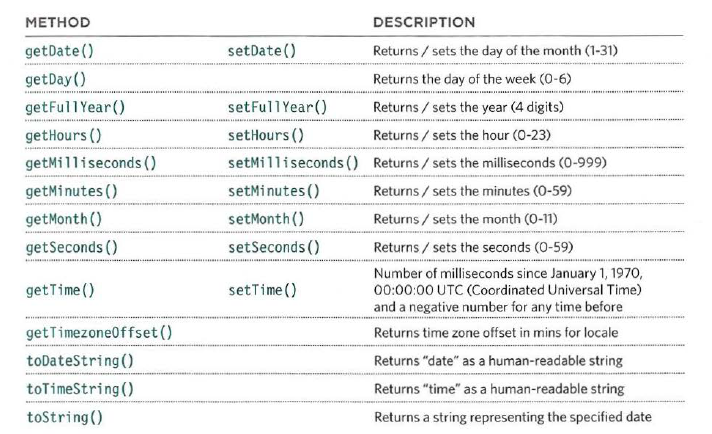 METHOD DESCRIPTION
getDate() setDate() Returns / sets the day of the month (1-31)
getDay() Returns the day of the week (0-6)
getFullYear() setFullYear() Returns / sets the year (4 digits)
getHours() setHours() Returns / sets the hour (0-23)
getMilliseconds() setMilliseconds() Returns / sets the milliseconds (0-999)
getMinutes() setMinutes() Returns / sets the minutes (0-59)
getMonth() setMonth() Returns / sets the month (0-11)
getSeconds() setSeconds() Returns / sets the seconds (0-59)
getTime() setTime() Number of milliseconds since January 1, 1970,
00:00:00 UTC (Coordinated Universal Time)
and a negative number for any time before
getTimezoneOffset() Returns time zone offset in mins for locale
toDateString() Returns “date” as a human-readable string
toTimeString() Returns “time” as a human-readable string
toString() Returns a string representing the specified date